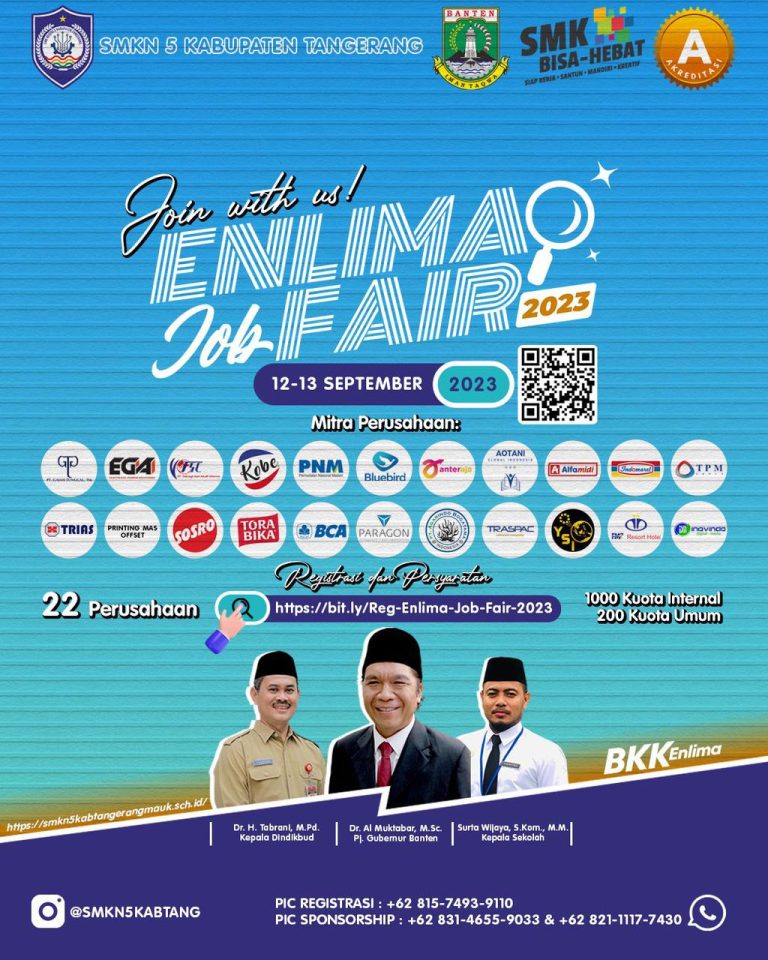 SMKN 5 KABUPATEN TANGERANG
BANTEN
IMAN TAQWA
SMK
BISA-HEBAT
SIAP KERJA • SANTUN • MANDIRI • KREATIF
A
AKREDITASI
Join with us!
ENLIMA
Job FAIR
2023
12-13 SEPTEMBER 2023
Mitra Perusahaan:
EGA
Kobe
PNM
Bluebird
anteraja
AOTANI
GLOBAL INDONESIA
Alfamidi
Indomaret
TPM
TRIAS
PRINTING MAS
OFFSET
SOSRO
TORA
BIKA
BCA
PARAGON
TRASPAC
Resort Hotel
inovindo
Registrasi dan Persyaratan
22 Perusahaan
https://bit.ly/Reg-Enlima-Job-Fair-2023
1000 Kuota Internal
200 Kuota Umum
BKK Enlima
https://smkn5kabtangerangmauk.sch.id/
Dr. H. Tabrani, M.Pd.
Kepala Dindikbud
Dr. Al Muktabar, M.Sc.
Pj. Gubernur Banten
Surta Wijaya, S.Kom., M.M.
Kepala Sekolah
@SMKN5KABTANG
PIC REGISTRASI : +62 815-7493-9110
PIC SPONSORSHIP : +62 831-4655-9033 & +62 821-1117-7430